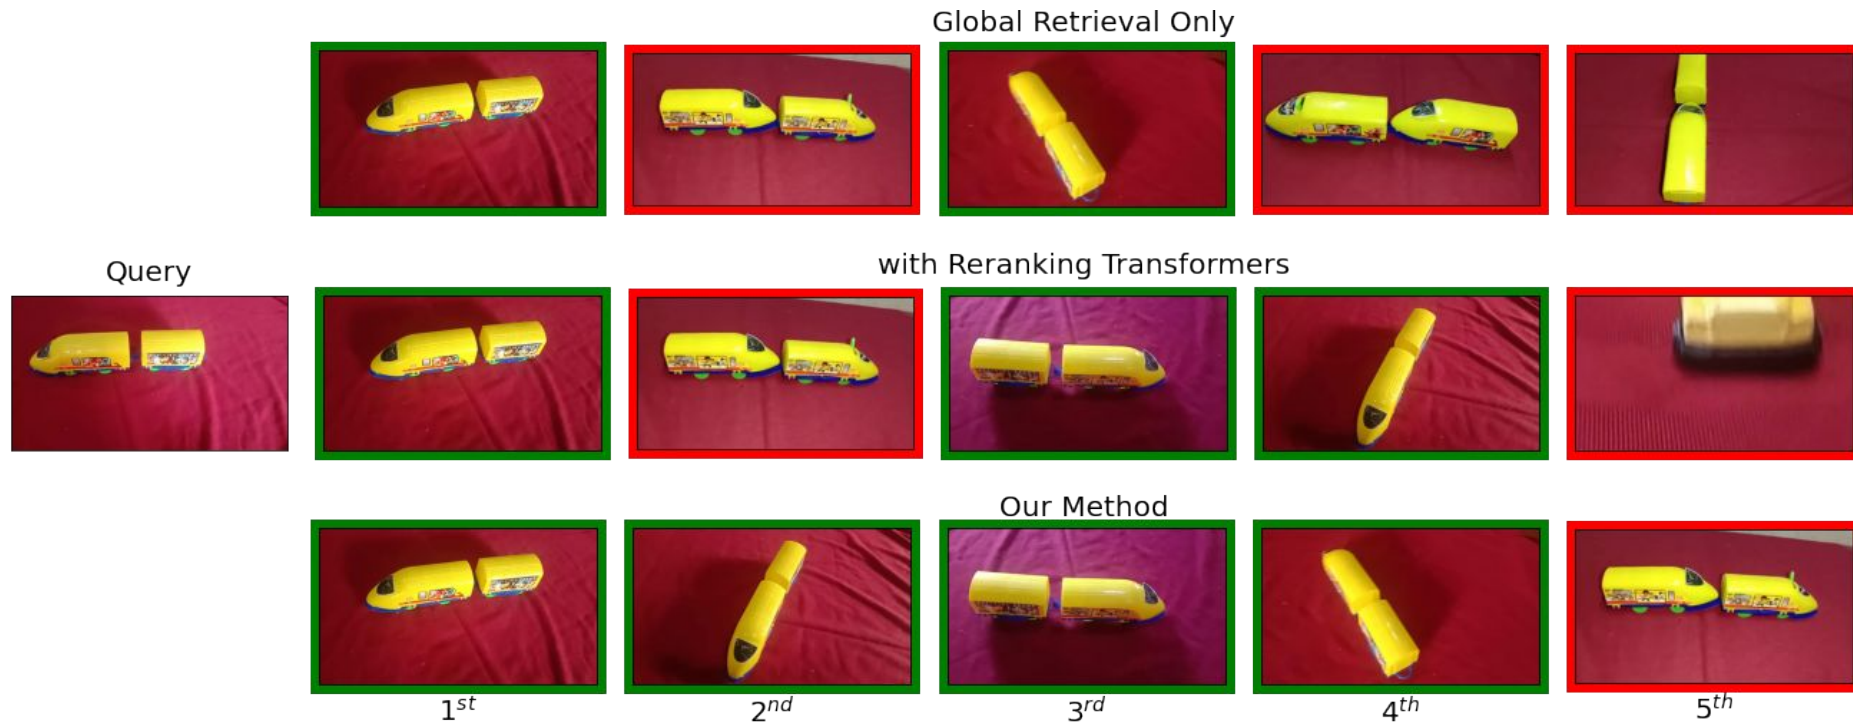 Global Retrieval Only
Query
with Reranking Transformers
Our Method
1st
2nd
3rd
4th
5th